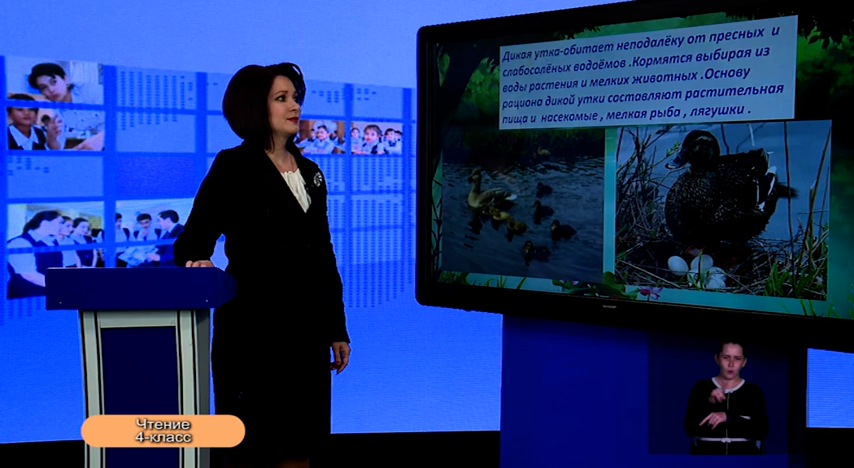 Дикая утка-обитает неподалёку от пресных и
слабосолёных водоёмов .Кормятся выбирая из
воды растения и мелких животных .Основу
рациона дикой утки составляют растительная
пища и насекомые , мелкая рыба , лягушки .
Чтение
4-класс